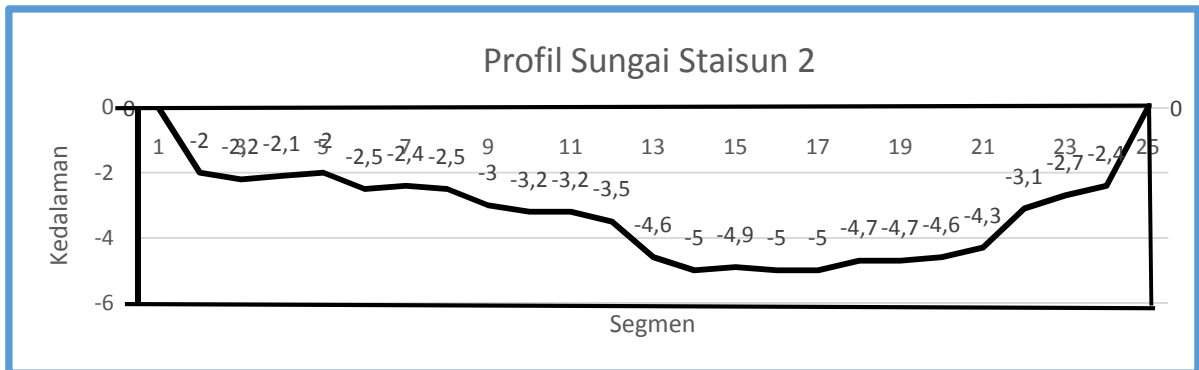 Profil Sungai Staisun 2
0 0 0
-2 -2,2 -2,1 -2 -2,5 -2,4 -2,5 -3 -3,2 -3,2 -3,5 -4,6 -5 -4,9 -5 -5 -4,7 -4,7 -4,6 -4,3 -3,1 -2,7 -2,4
1 3 5 7 9 11 13 15 17 19 21 23 25
-2
-4
-6
Kedalaman
Segmen